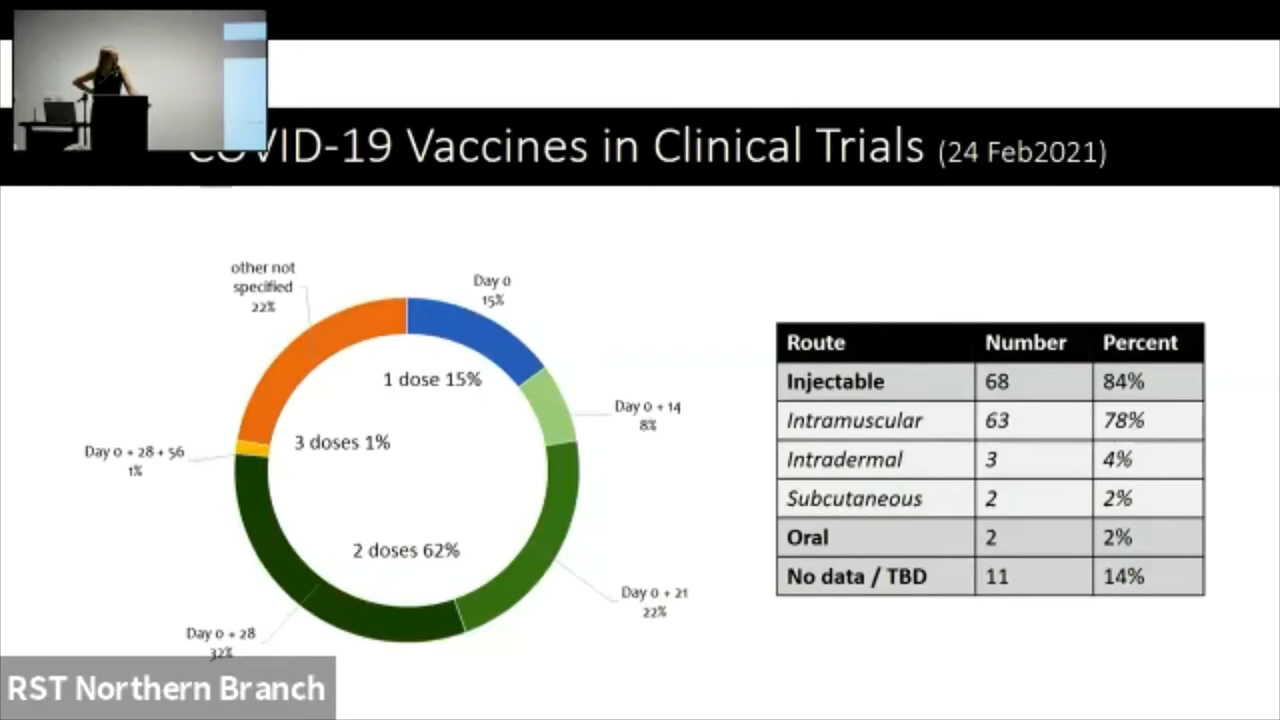 COVID-19 Vaccines in Clinical Trials (24 Feb2021)
other not
specified
22%
Day 0
15%
1 dose 15%
Day 0 + 14
8%
3 doses 1%
Day 0 + 28 + 56
1%
2 doses 62%
Day 0 + 21
22%
Day 0 + 28
32%
Route Number Percent
Injectable 68 84%
Intramuscular 63 78%
Intradermal 3 4%
Subcutaneous 2 2%
Oral 2 2%
No data / TBD 11 14%
RST Northern Branch